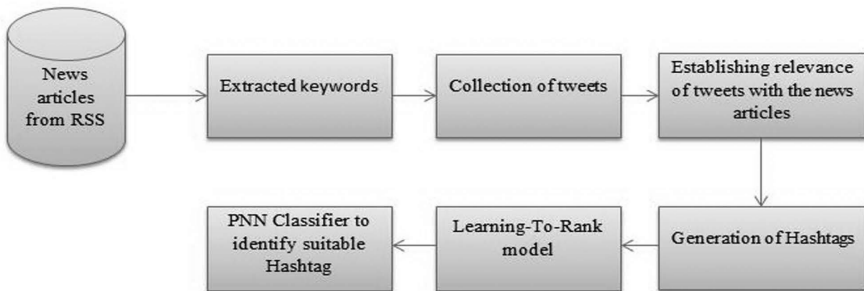 News
articles
from RSS
Extracted keywords
Collection of tweets
Establishing relevance
of tweets with the news
articles
Generation of Hashtags
Learning-To-Rank
model
PNN Classifier to
identify suitable
Hashtag